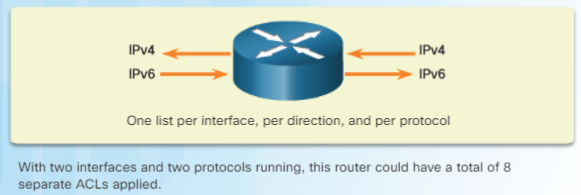 IPv4 IPv4
IPv6 IPv6
One list per interface, per direction, and per protocol
With two interfaces and two protocols running, this router could have a total of 8
separate ACLs applied.